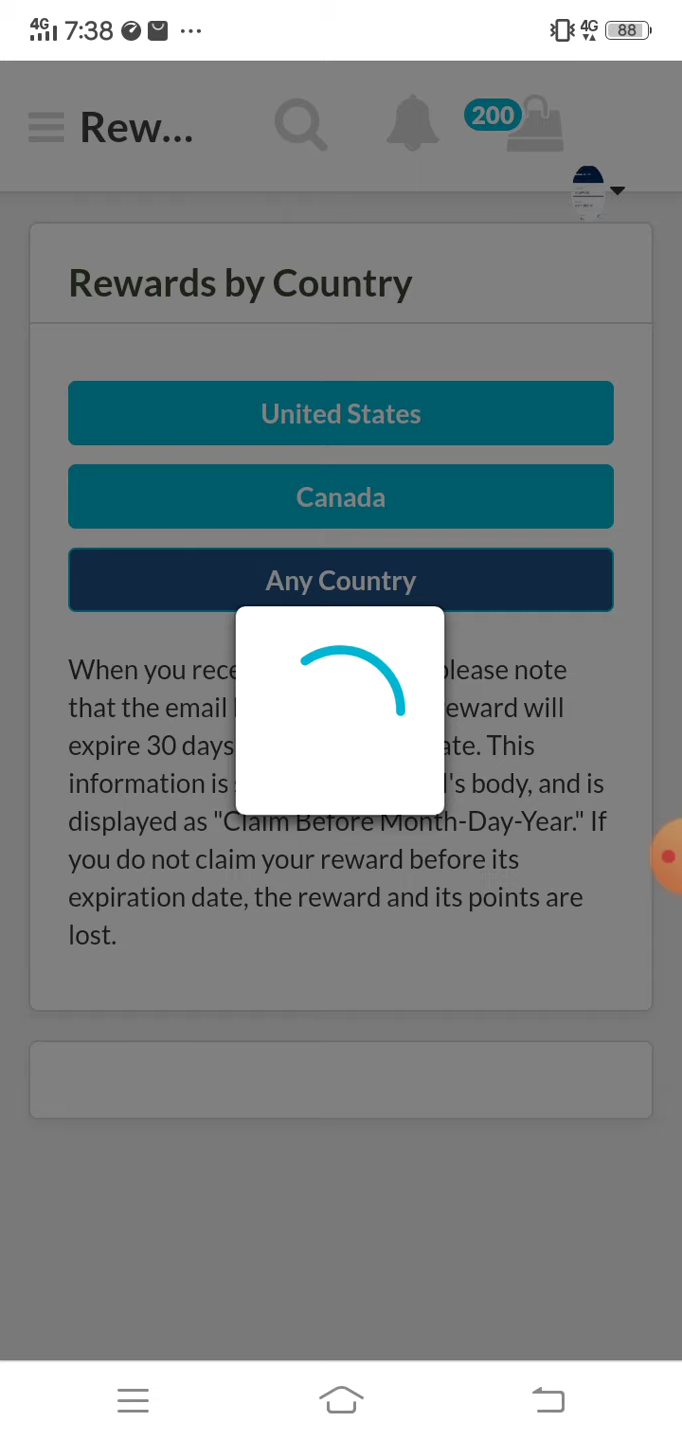 4G 7:38 ... 4G 88
Rew... 200
Rewards by Country
United States
Canada
Any Country
When you please note
that the email eward will
expire 30 days ate. This
information is 's body, and is
displayed as "Claim Before Month-Day-Year." If
you do not claim your reward before its
expiration date, the reward and its points are
lost.